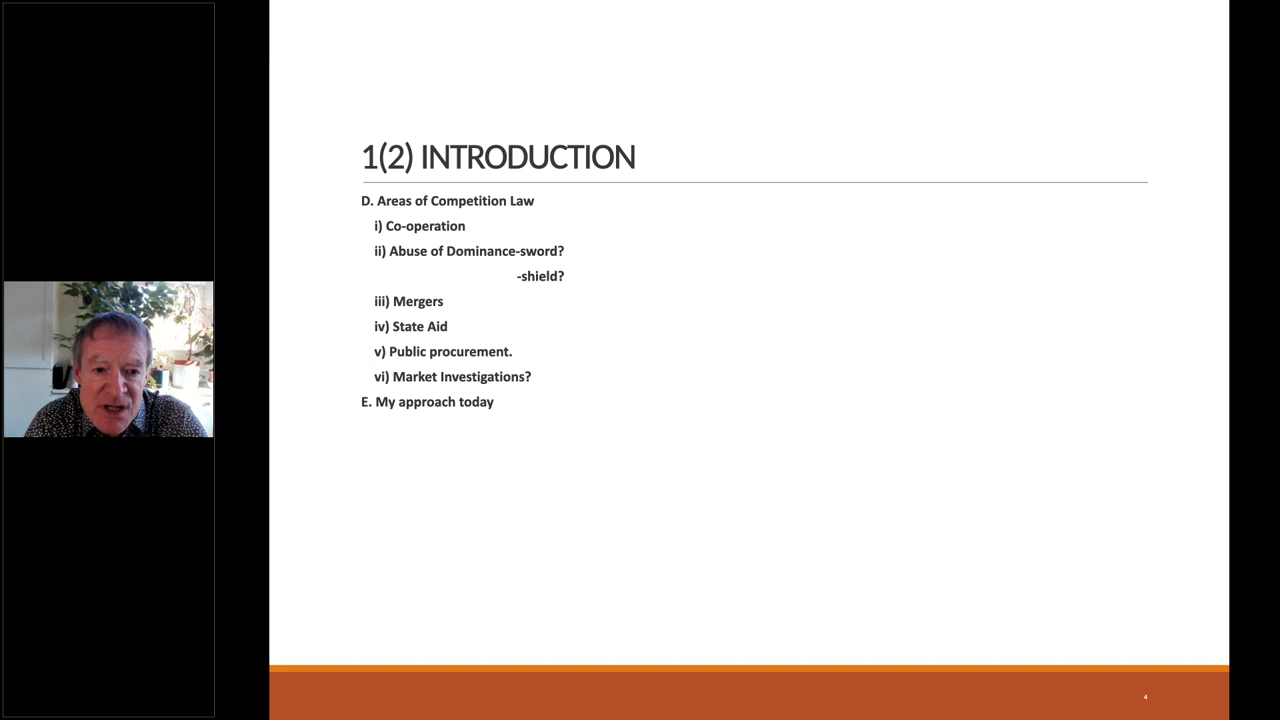 1(2) INTRODUCTION
D. Areas of Competition Law
i) Co-operation
ii) Abuse of Dominance-sword?
-shield?
iii) Mergers
iv) State Aid
v) Public procurement.
vi) Market Investigations?
E. My approach today
4